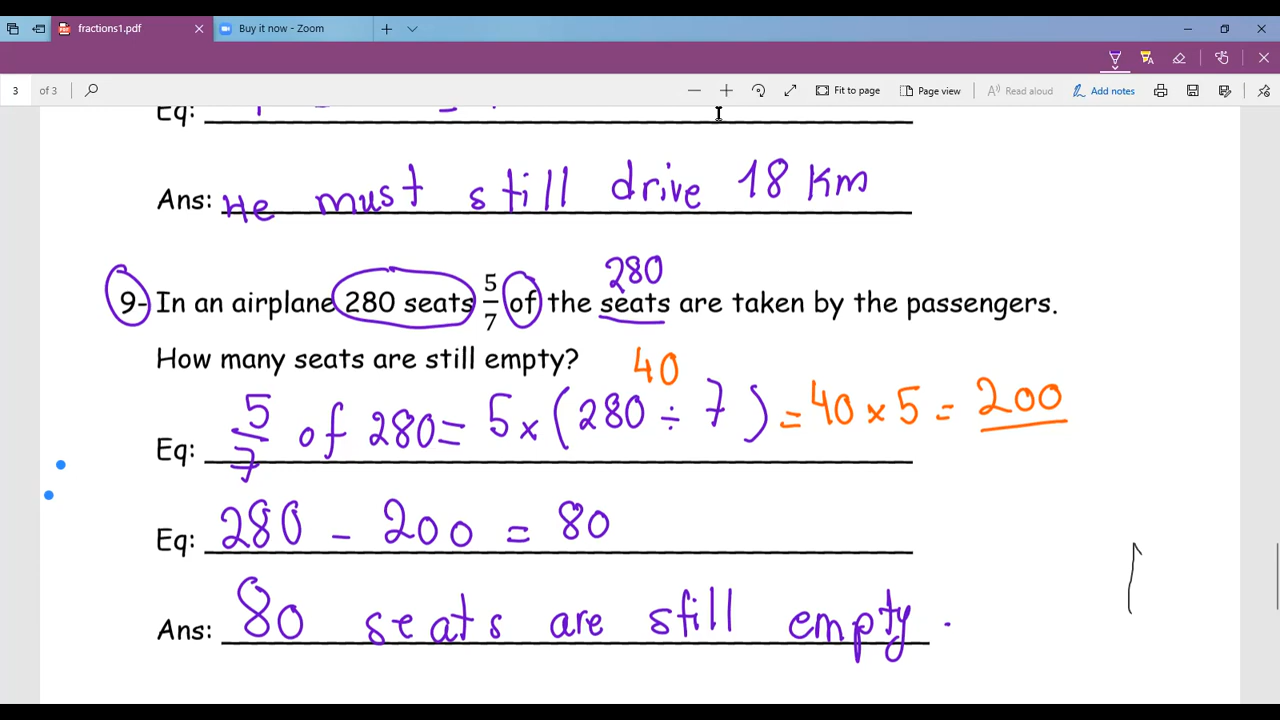 fractions1.pdf
Buy it now - Zoom
3 of 3
Fit to page
Page view
Read aloud
Add notes
Eq:
Ans: He must still drive 18 Km
280
9- In an airplane 280 seats 5/7 of the seats are taken by the passengers.
How many seats are still empty?
40
Eq: 5/7 of 280 = 5 × (280 ÷ 7) = 40 × 5 = 200
Eq: 280 - 200 = 80
Ans: 80 seats are still empty.